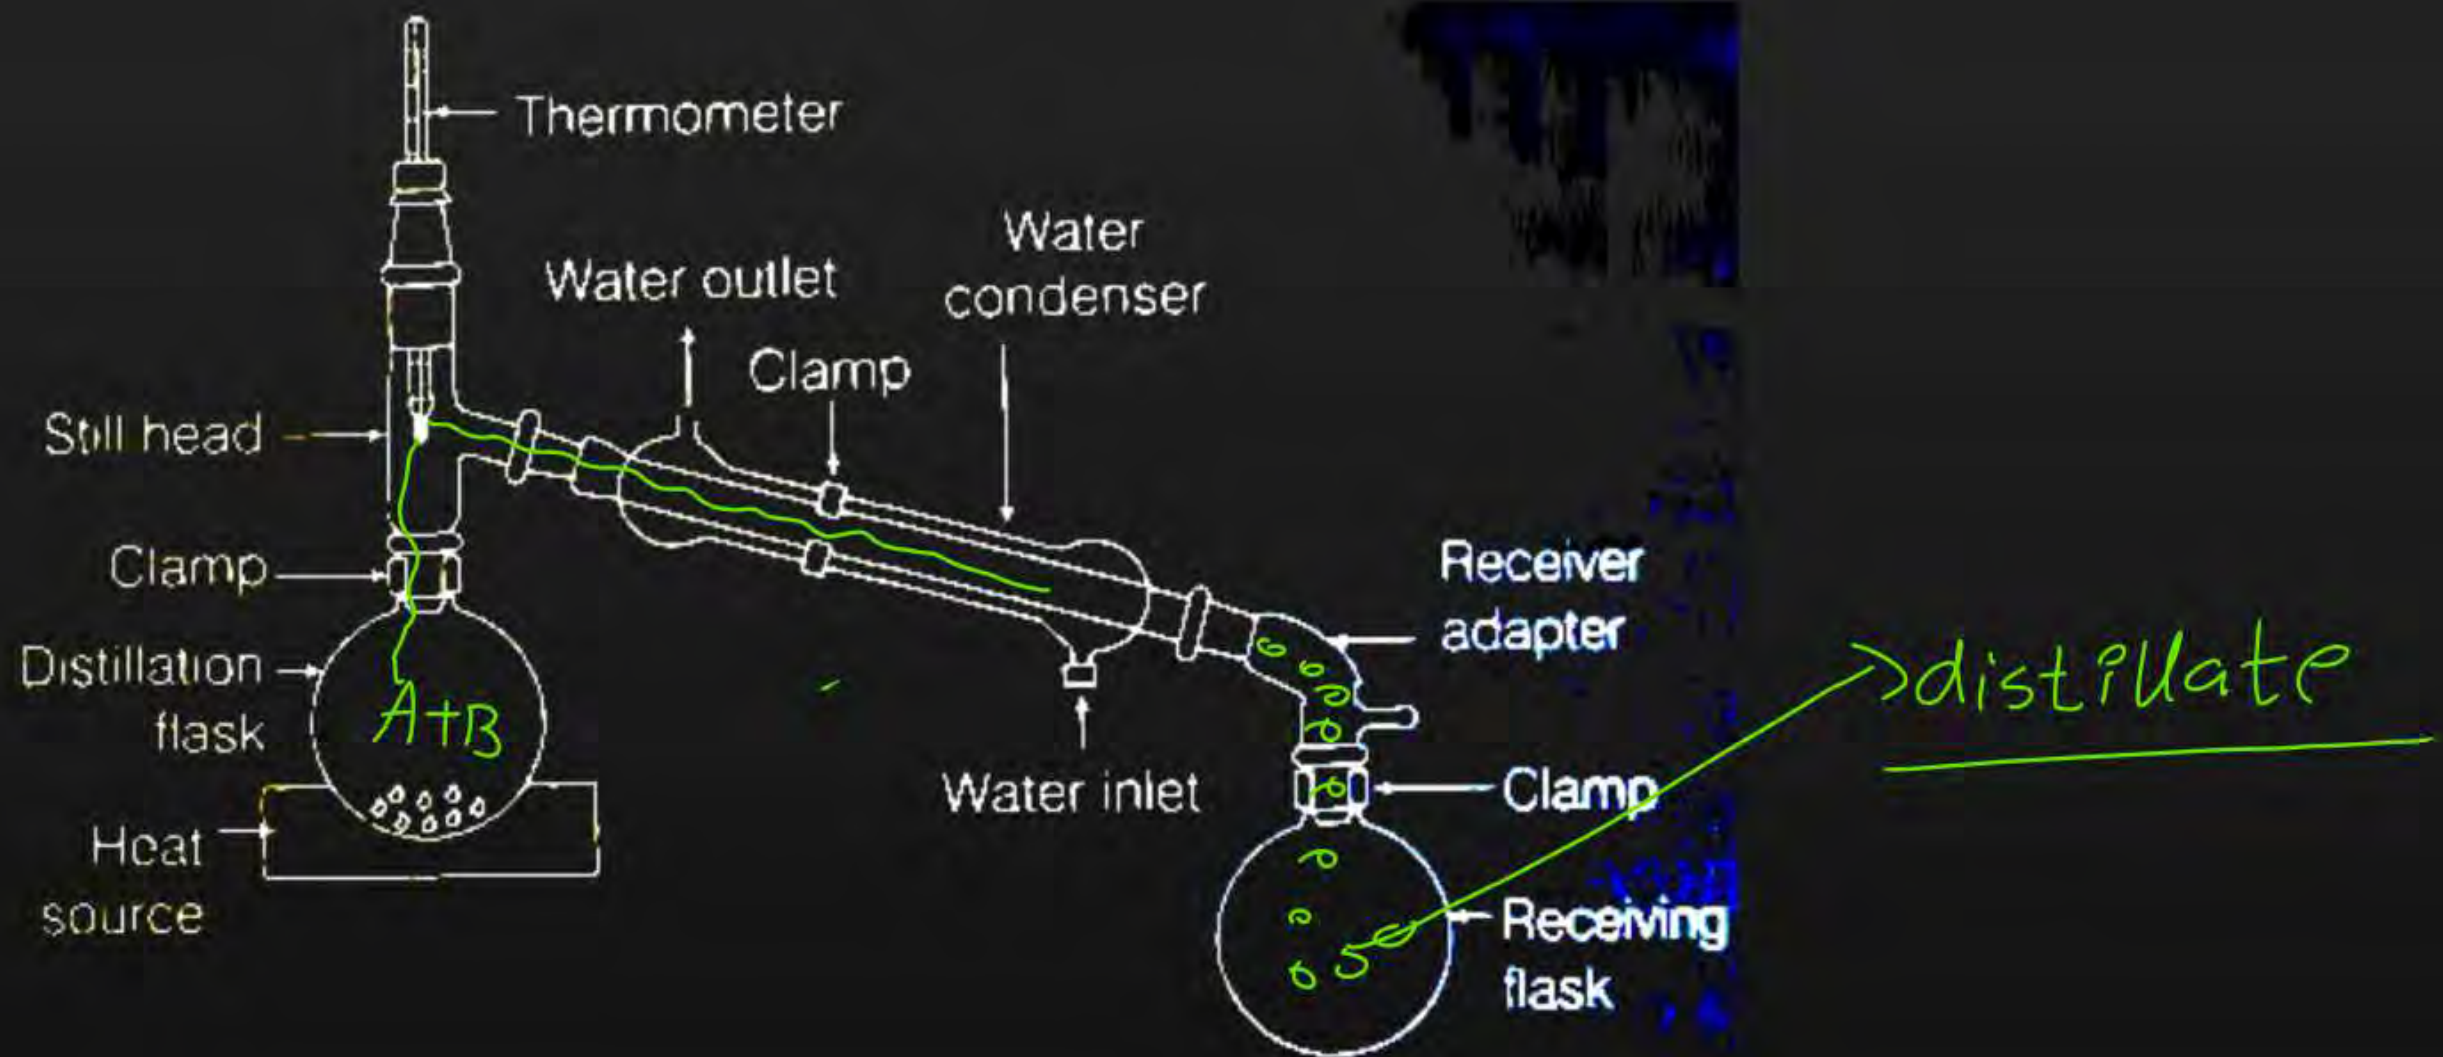 Thermometer
Water outlet
Water
condenser
Clamp
Still head
Clamp
Distillation
flask
A+B
Heat
source
Water inlet
Receiver
adapter
distillate
Clamp
Receiving
flask